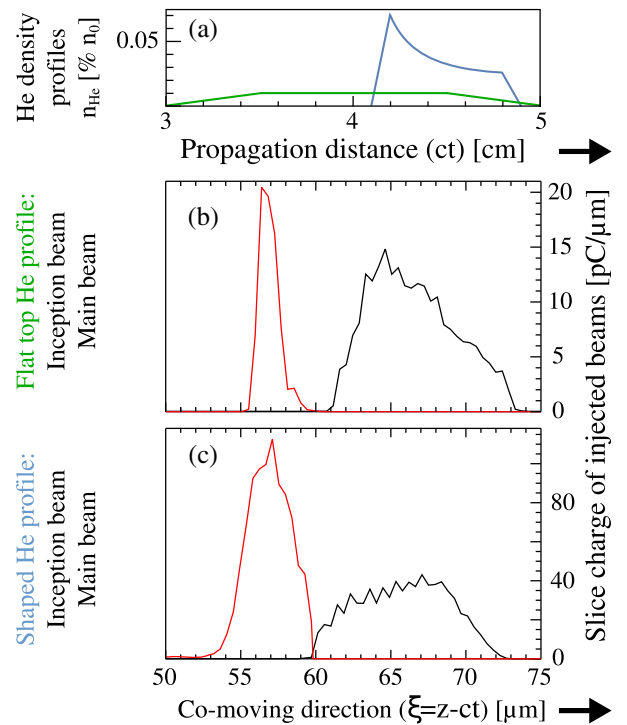 He density
profiles
n_He [% n_0]
0.05
(a)
3
4
5
Propagation distance (ct) [cm]
Flat top He profile:
Inception beam
Main beam
(b)
20
15
10
5
0
Shaped He profile:
Inception beam
Main beam
(c)
80
40
0
Slice charge of injected beams [pC/µm]
50
55
60
65
70
75
Co-moving direction (ξ=z-ct) [µm]